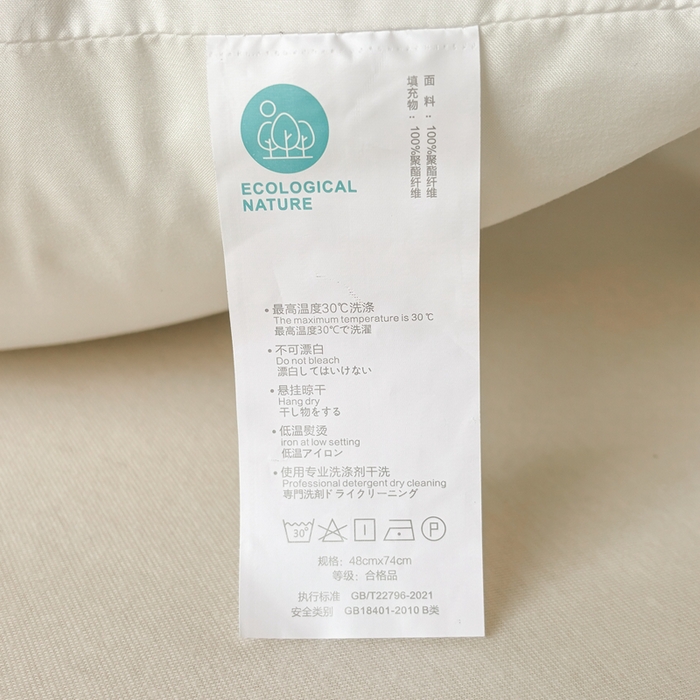 ECOLOGICAL
NATURE
面 料：100%聚酯纤维
填充物：100%聚酯纤维
• 最高温度30℃洗涤
The maximum temperature is 30 ℃
最高温度30℃で洗濯
• 不可漂白
Do not bleach
漂白してはいけない
• 悬挂晾干
Hang dry
干し物をする
• 低温熨烫
iron at low setting
低温アイロン
• 使用专业洗涤剂干洗
Professional detergent dry cleaning
専門洗剤ドライクリーニング
30° P
规格：48cmx74cm
等级：合格品
执行标准 GB/T22796-2021
安全类别 GB18401-2010 B类